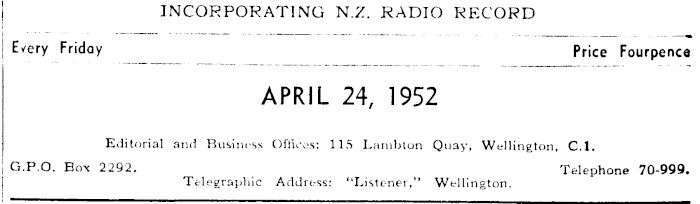 INCORPORATING N.Z. RADIO RECORD
Every Friday Price Fourpence
APRIL 24, 1952
Editorial and Business Offices: 115 Lambton Quay, Wellington, C.1.
G.P.O. Box 2292. Telephone 70-999.
Telegraphic Address: "Listener," Wellington.